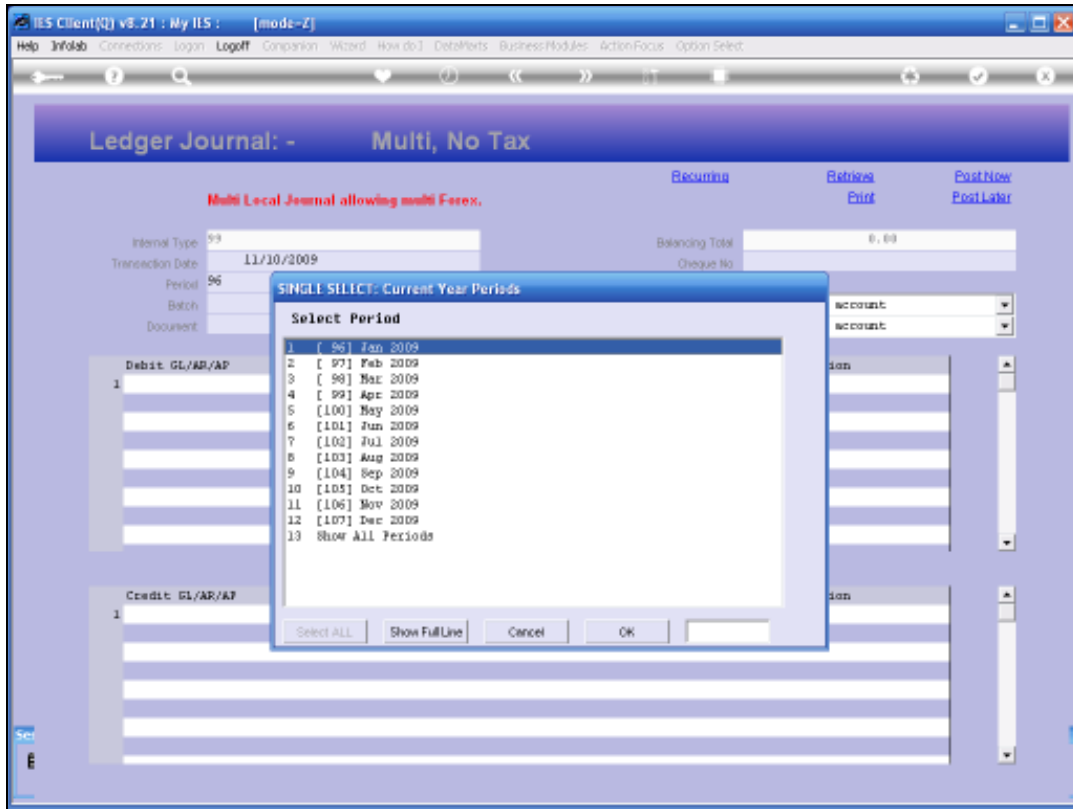 IES Client(Q) v8.21 : My IES : [mode-Z]
Help Infolab Connections Logon Logoff Companion Wizard How do I DataAlerts Business Modules Action Focus Option Select
Ledger Journal: - Multi, No Tax
Recurring Retrieve Post Now
Multi Local Journal allowing multi Forex. Print Post Later
Internal Type 99 Balancing Total 0.00
Transaction Date 11/10/2009 Cheque No
Period 96
Batch account
Document account
SINGLE SELECT: Current Year Periods
Select Period
1 [ 96] Jan 2009
2 [ 97] Feb 2009
3 [ 98] Mar 2009
4 [ 99] Apr 2009
5 [100] May 2009
6 [101] Jun 2009
7 [102] Jul 2009
8 [103] Aug 2009
9 [104] Sep 2009
10 [105] Oct 2009
11 [106] Nov 2009
12 [107] Dec 2009
13 Show All Periods
Select ALL Show Full Line Cancel OK
Debit GL/AR/AP ion
1
Credit GL/AR/AP ion
1
Se